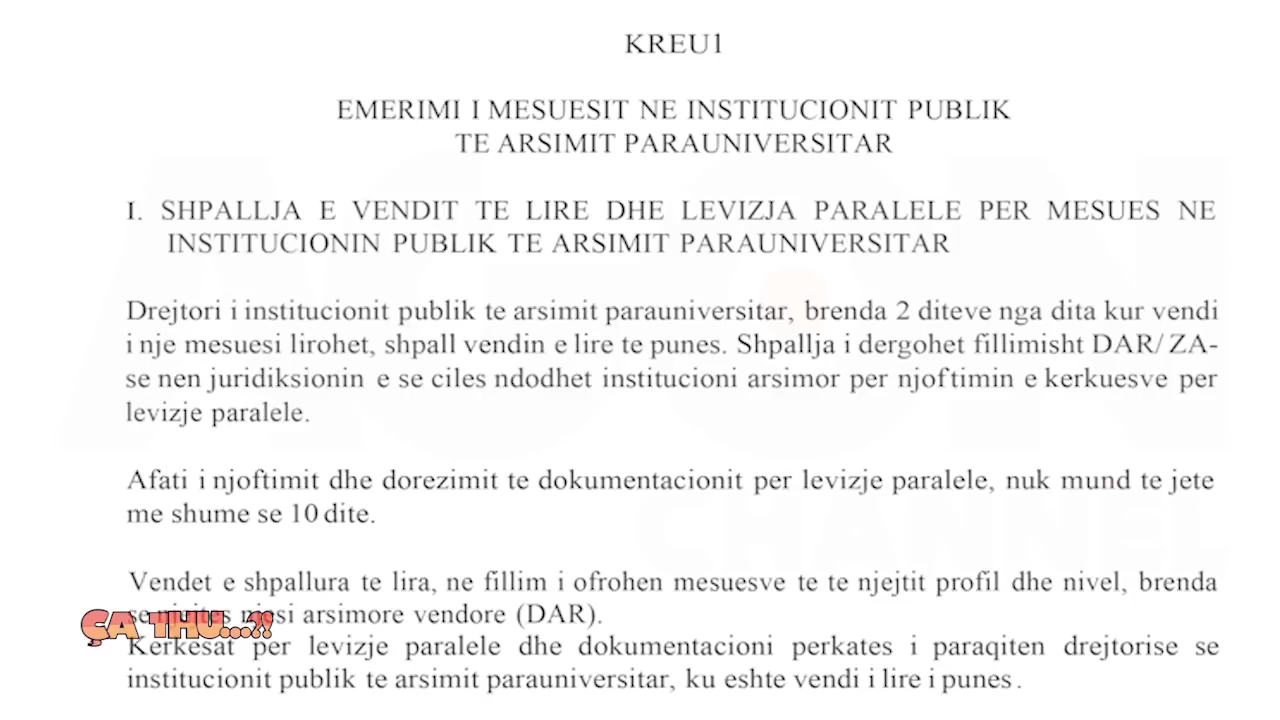 KREU1
EMERIMI I MESUESIT NE INSTITUCIONIT PUBLIK
TE ARSIMIT PARAUNIVERSITAR
I. SHPALLJA E VENDIT TE LIRE DHE LEVIZJA PARALELE PER MESUES NE
INSTITUCIONIN PUBLIK TE ARSIMIT PARAUNIVERSITAR
Drejtori i institucionit publik te arsimit parauniversitar, brenda 2 diteve nga dita kur vendi
i nje mesuesi lirohet, shpall vendin e lire te punes. Shpallja i dergohet fillimisht DAR/ZA-
se nen juridiksionin e se ciles ndodhet institucioni arsimor per njoftimin e kerkuesve per
levizje paralele.
Afati i njoftimit dhe dorezimit te dokumentacionit per levizje paralele, nuk mund te jete
me shume se 10 dite.
Vendet e shpallura te lira, ne fillim i ofrohen mesuesve te te njejtit profil dhe nivel, brenda
se arsimore vendore (DAR).
ÇA THU...?!
Kerkesat per levizje paralele dhe dokumentacioni perkates i paraqiten drejtorise se
institucionit publik te arsimit parauniversitar, ku eshte vendi i lire i punes.
CHANNEL